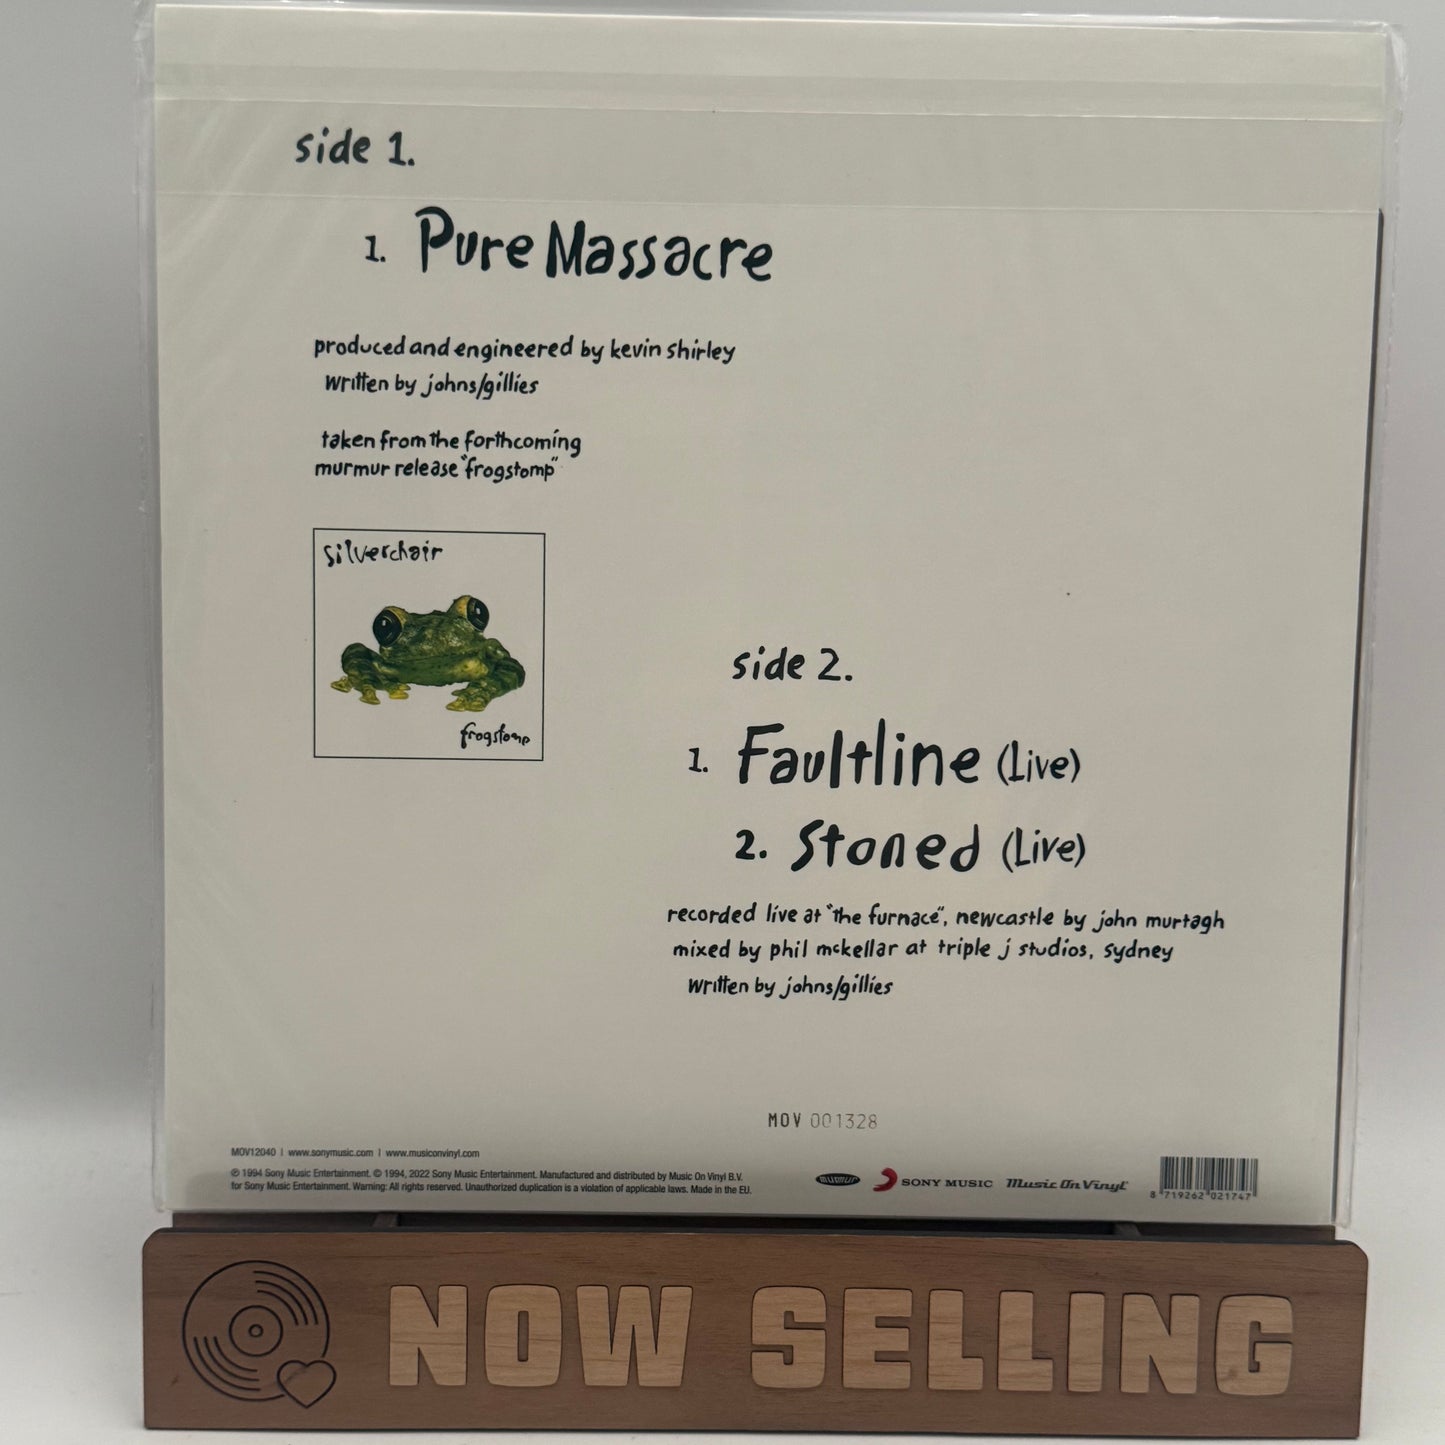 side 1.
1. Pure Massacre
produced and engineered by kevin shirley
written by johns/gillies
taken from the forthcoming
murmur release "frogstomp"
silverchair
frogstomp
side 2.
1. Faultline (Live)
2. Stoned (Live)
recorded live at "the furnace", newcastle by john murtagh
mixed by phil mckellar at triple j studios, sydney
written by johns/gillies
MOV 001328
MOV12040 | www.sonymusic.com | www.musiconvinyl.com
℗ 1994 Sony Music Entertainment. © 1994, 2022 Sony Music Entertainment. Manufactured and distributed by Music On Vinyl B.V.
for Sony Music Entertainment. Warning: All rights reserved. Unauthorized duplication is a violation of applicable laws. Made in the EU.
murmur
SONY MUSIC
Music On Vinyl
8 719262 021747
NOW SELLING